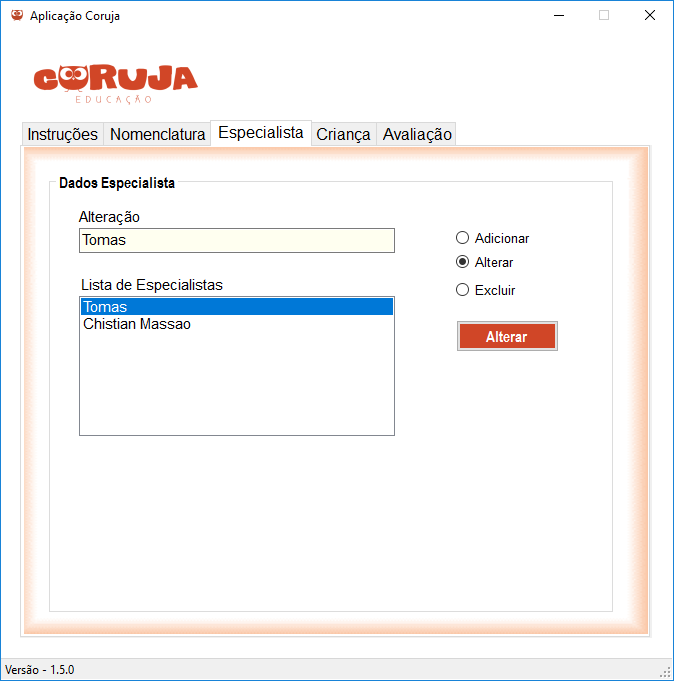 Aplicação Coruja
CORUJA
EDUCAÇÃO
Instruções Nomenclatura Especialista Criança Avaliação
Dados Especialista
Alteração
Tomas
Adicionar
Alterar
Lista de Especialistas
Excluir
Tomas
Chistian Massao
Alterar
Versão - 1.5.0